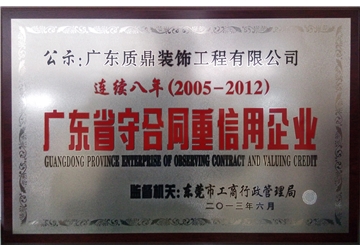 公示:广东质鼎装饰工程有限公司
连续八年(2005-2012)
广东省守合同重信用企业
GUANGDONG PROVINCE ENTERPRISE OF OBSERVING CONTRACT AND VALUING CREDIT
监督机关:东莞市工商行政管理局
二〇一三年六月